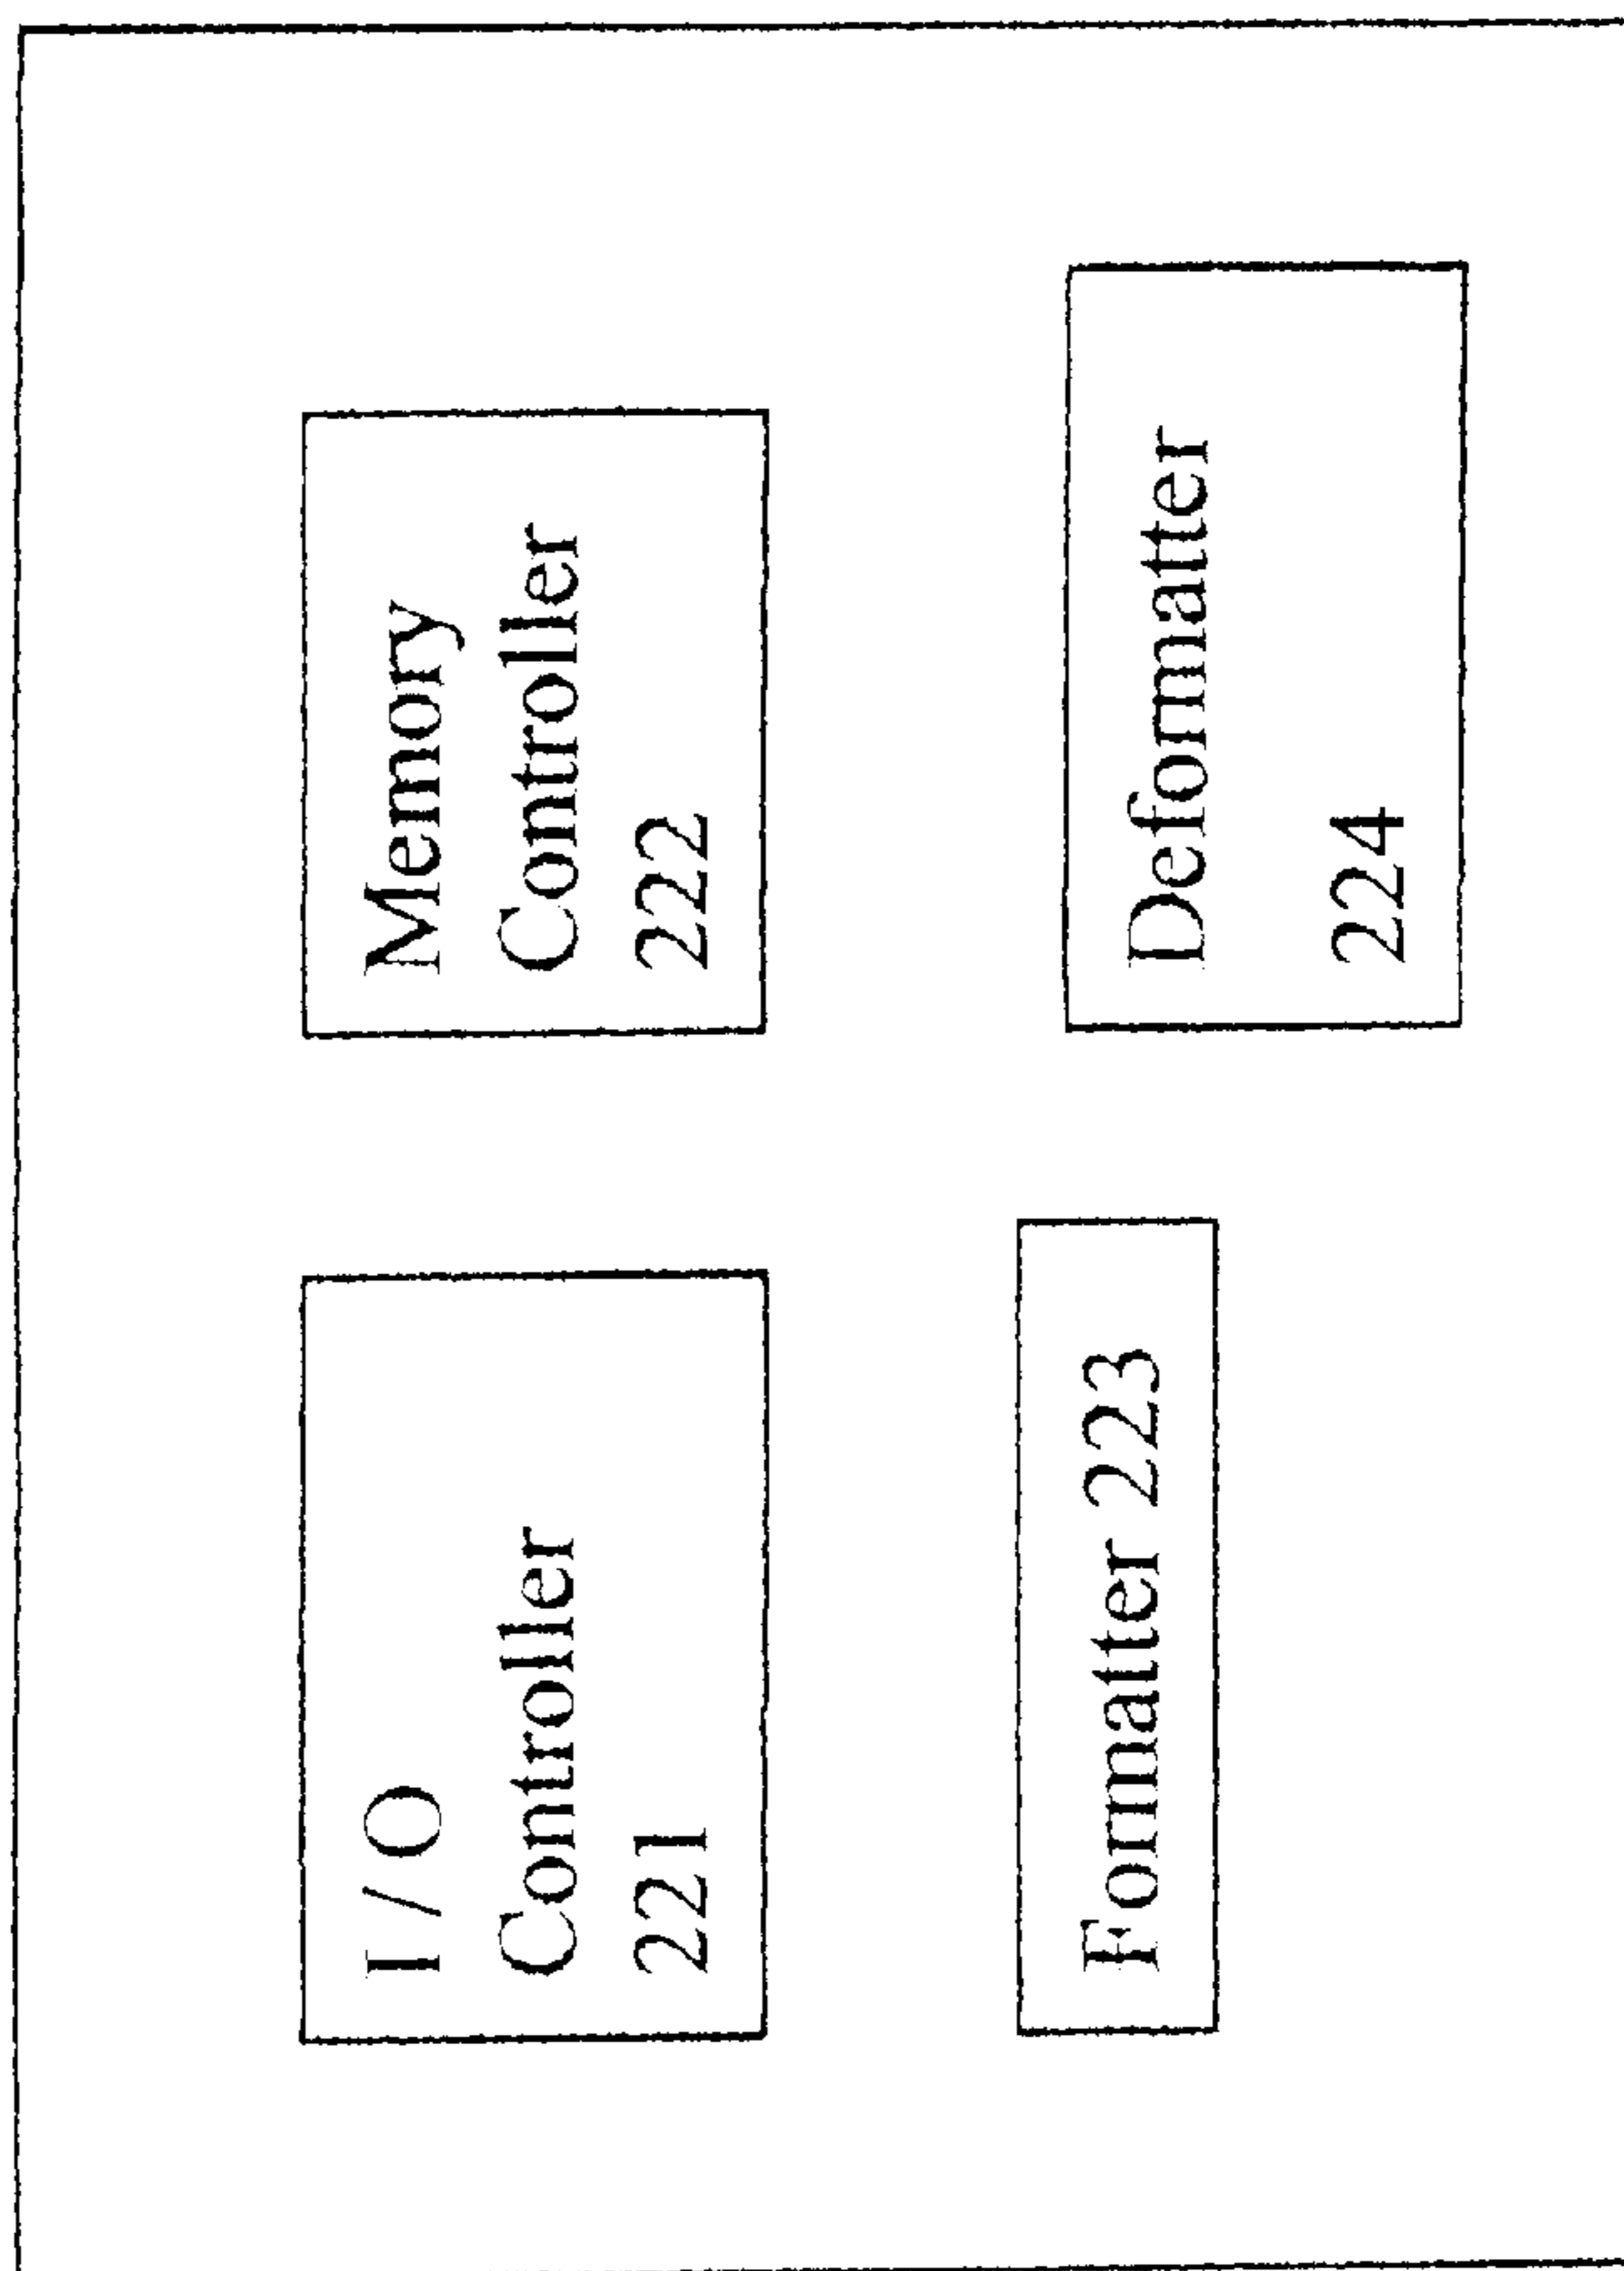 I / O
Controller
221
Memory
Controller
222
Formatter 223
Deformatter
224